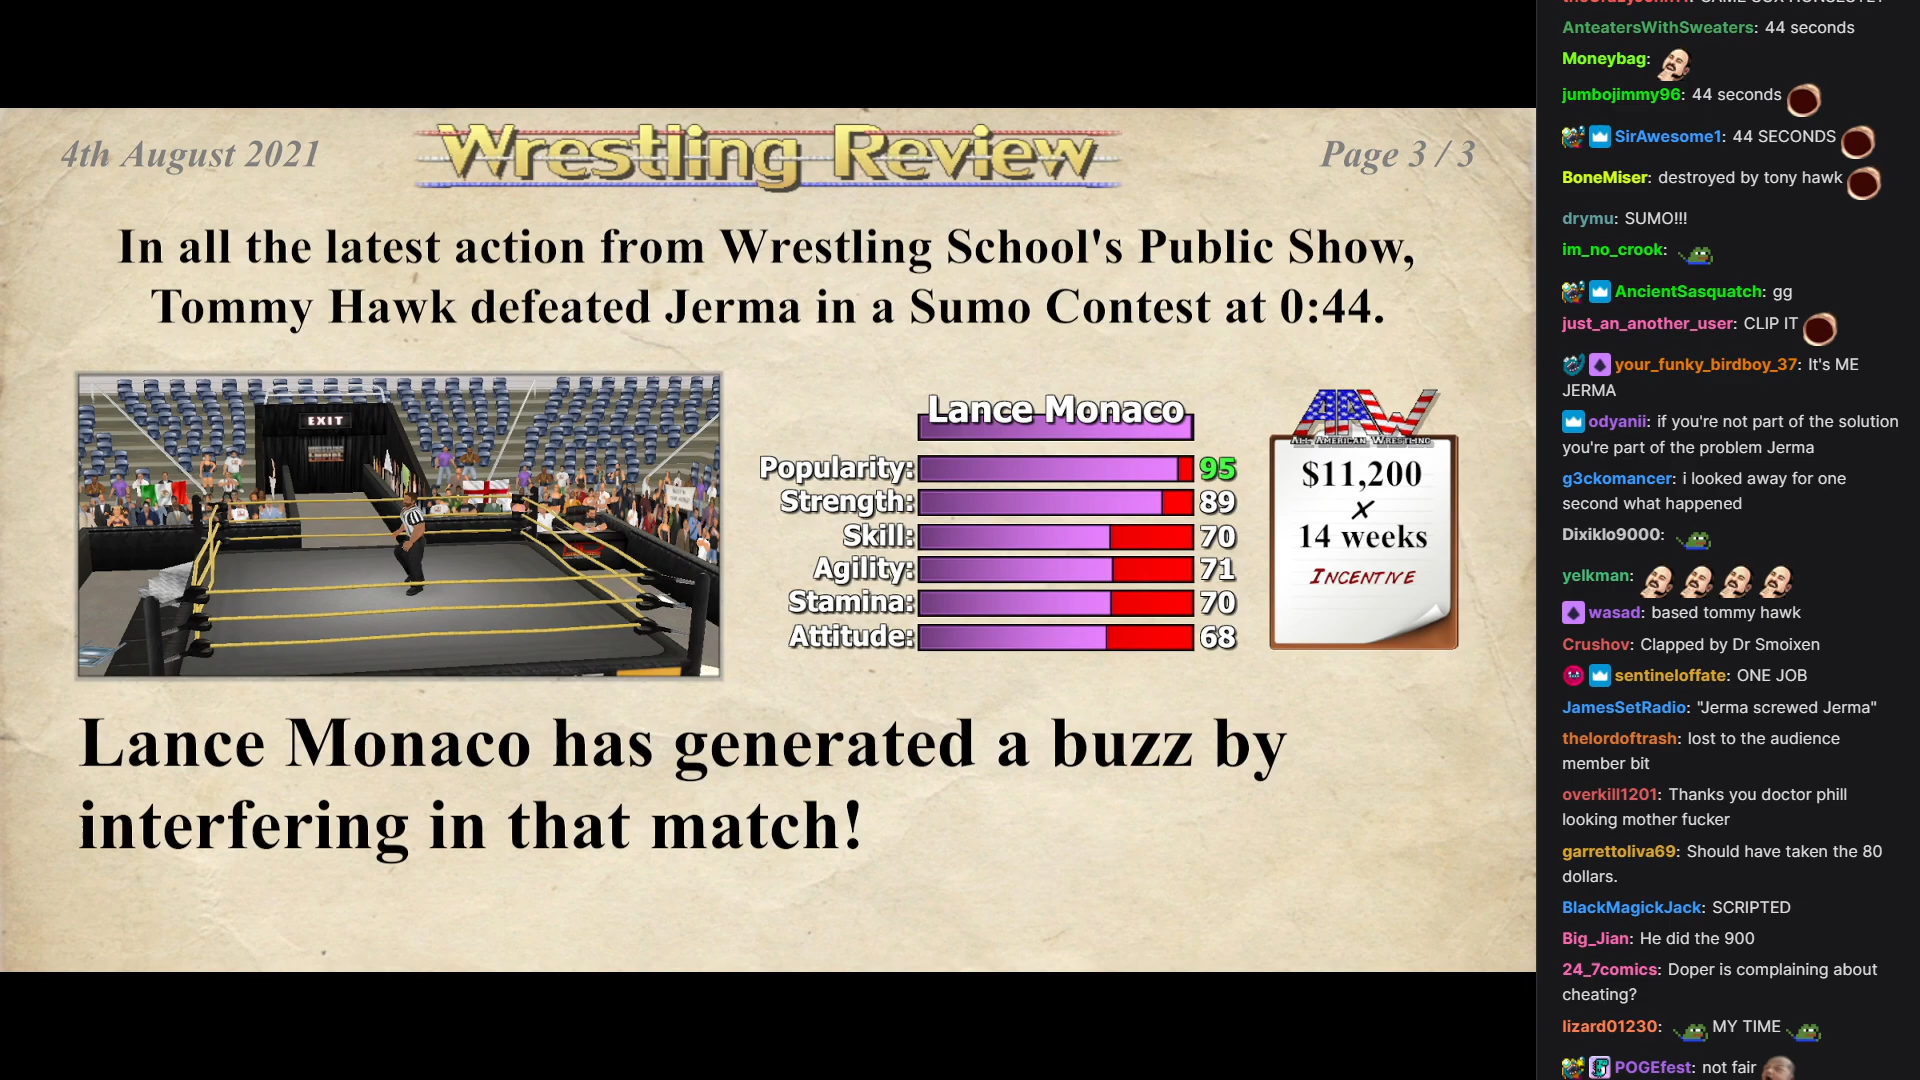 4th August 2021
Wrestling Review
Page 3 / 3
In all the latest action from Wrestling School's Public Show,
Tommy Hawk defeated Jerma in a Sumo Contest at 0:44.
EXIT
Lance Monaco
Popularity: 95
Strength: 89
Skill: 70
Agility: 71
Stamina: 70
Attitude: 68
AAW
ALL AMERICAN WRESTLING
$11,200
×
14 weeks
INCENTIVE
Lance Monaco has generated a buzz by
interfering in that match!
AnteatersWithSweaters: 44 seconds
Moneybag:
jumbojimmy96: 44 seconds
SirAwesome1: 44 SECONDS
BoneMiser: destroyed by tony hawk
drymu: SUMO!!!
im_no_crook:
AncientSasquatch: gg
just_an_another_user: CLIP IT
your_funky_birdboy_37: It's ME
JERMA
odyanii: if you're not part of the solution
you're part of the problem Jerma
g3ckomancer: i looked away for one
second what happened
Dixiklo9000:
yelkman:
wasad: based tommy hawk
Crushov: Clapped by Dr Smoixen
sentineloffate: ONE JOB
JamesSetRadio: "Jerma screwed Jerma"
thelordoftrash: lost to the audience
member bit
overkill1201: Thanks you doctor phill
looking mother fucker
garrettoliva69: Should have taken the 80
dollars.
BlackMagickJack: SCRIPTED
Big_Jian: He did the 900
24_7comics: Doper is complaining about
cheating?
lizard01230: MY TIME
POGEfest: not fair